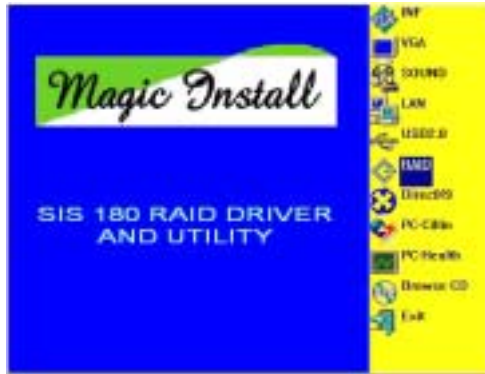 Magic Install
SIS 180 RAID DRIVER
AND UTILITY
INF
VGA
SOUND
LAN
USB2.0
RAID
DirectX9
PC-Cillin
PC-Health
Browse CD
Exit